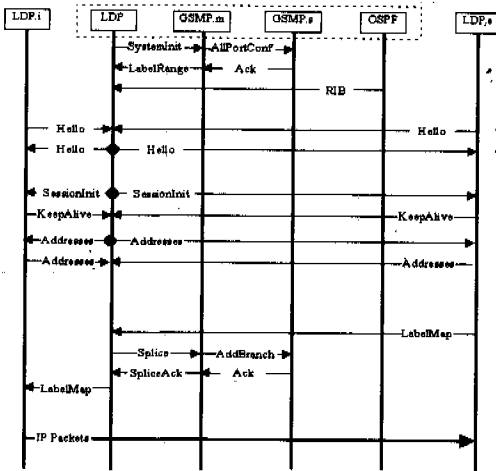 LDP.i LDP GSMP.m GSMP.s OSPF LDP.e
SystemInit AllPortConf
LabelRange Ack
RIB
Hello Hello
Hello Hello
SessionInit SessionInit
KeepAlive KeepAlive
Addresses Addresses
Addresses Addresses
LabelMap
Splice AddBranch
SpliceAck Ack
LabelMap
IP Packets